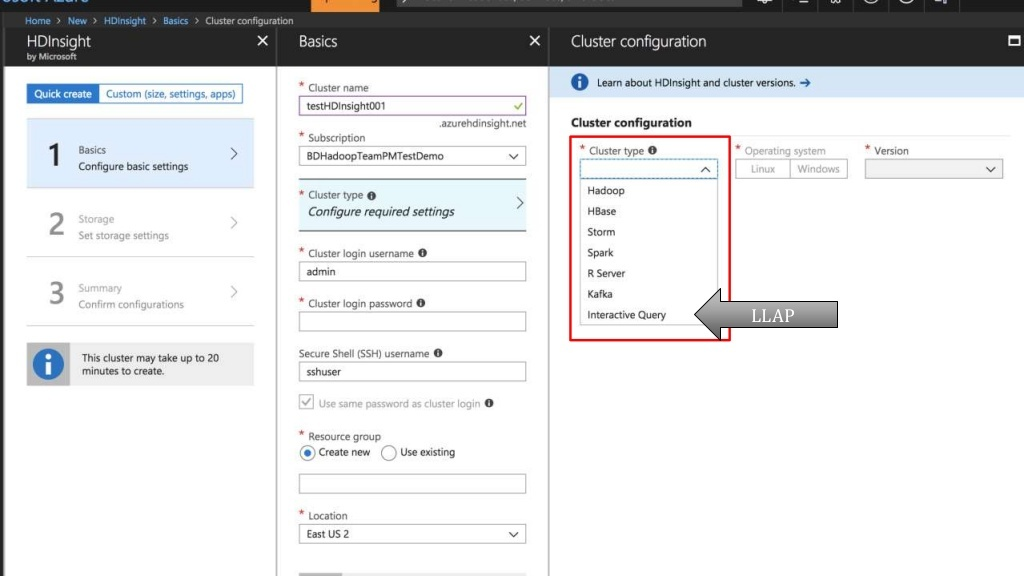 Home > New > HDInsight > Basics > Cluster configuration
HDInsight
by Microsoft
Quick create
Custom (size, settings, apps)
1
Basics
Configure basic settings
2
Storage
Set storage settings
3
Summary
Confirm configurations
This cluster may take up to 20
minutes to create.
Basics
* Cluster name
testHDInsight001
.azurehdinsight.net
* Subscription
BDHadoopTeamPMTestDemo
* Cluster type
Configure required settings
* Cluster login username
admin
* Cluster login password
Secure Shell (SSH) username
sshuser
Use same password as cluster login
* Resource group
Create new
Use existing
* Location
East US 2
Cluster configuration
Learn about HDInsight and cluster versions. →
Cluster configuration
* Cluster type
* Operating system
* Version
Linux
Windows
Hadoop
HBase
Storm
Spark
R Server
Kafka
Interactive Query
LLAP